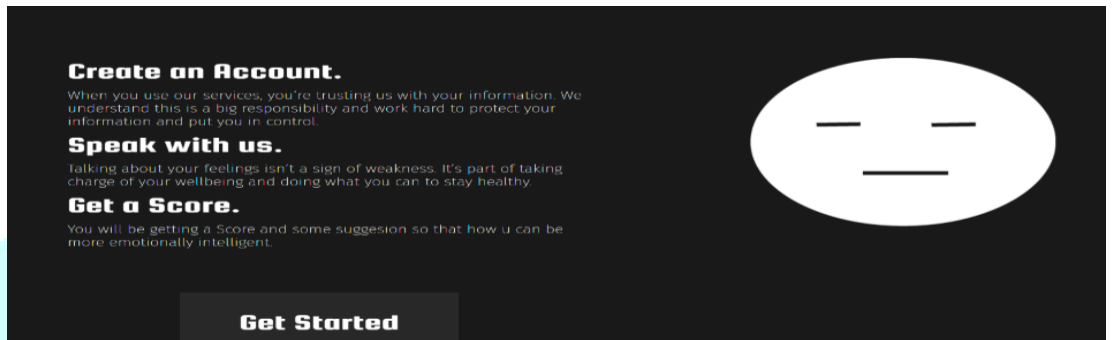 Create an Account.
When you use our services, you're trusting us with your information. We
understand this is a big responsibility and work hard to protect your
information and put you in control.
Speak with us.
Talking about your feelings isn't a sign of weakness. It's part of taking
charge of your wellbeing and doing what you can to stay healthy.
Get a Score.
You will be getting a Score and some suggesion so that how u can be
more emotionally intelligent.
Get Started